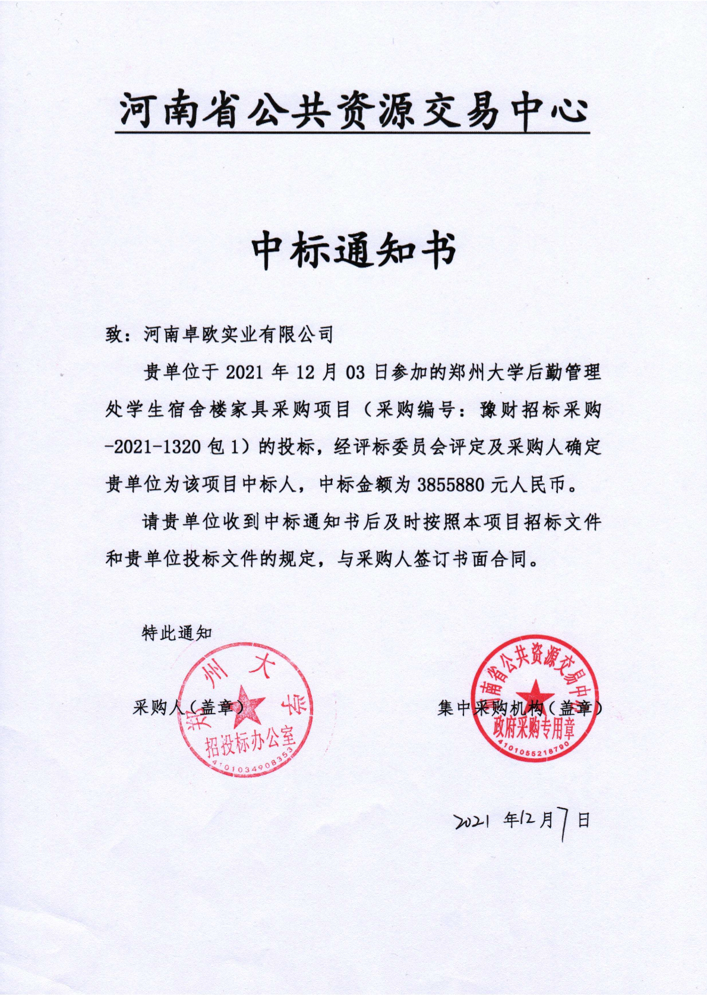 河南省公共资源交易中心
中标通知书
致：河南卓欧实业有限公司
贵单位于 2021 年 12 月 03 日参加的郑州大学后勤管理
处学生宿舍楼家具采购项目（采购编号：豫财招标采购
-2021-1320 包 1）的投标，经评标委员会评定及采购人确定
贵单位为该项目中标人，中标金额为 3855880 元人民币。
请贵单位收到中标通知书后及时按照本项目招标文件
和贵单位投标文件的规定，与采购人签订书面合同。
特此通知
采购人（盖章）
郑州大学
招投标办公室
4101034908353
集中采购机构（盖章）
河南省公共资源交易中心
政府采购专用章
4101055218790
2021 年 12 月 7 日